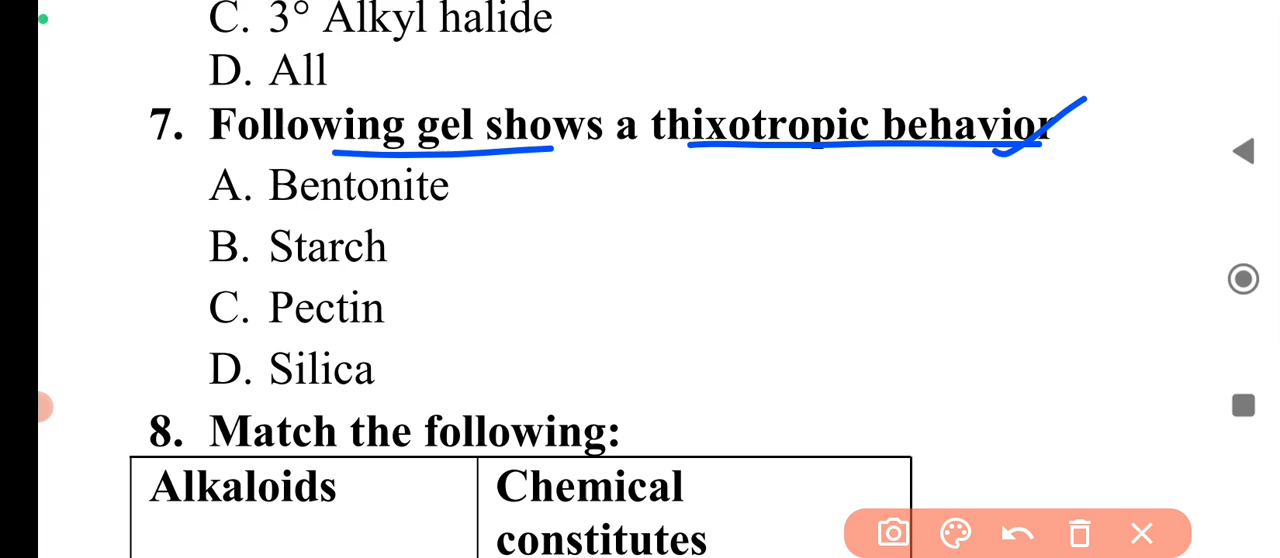 C. 3° Alkyl halide
D. All
7. Following gel shows a thixotropic behavior
A. Bentonite
B. Starch
C. Pectin
D. Silica
8. Match the following:
Alkaloids
Chemical
constitutes